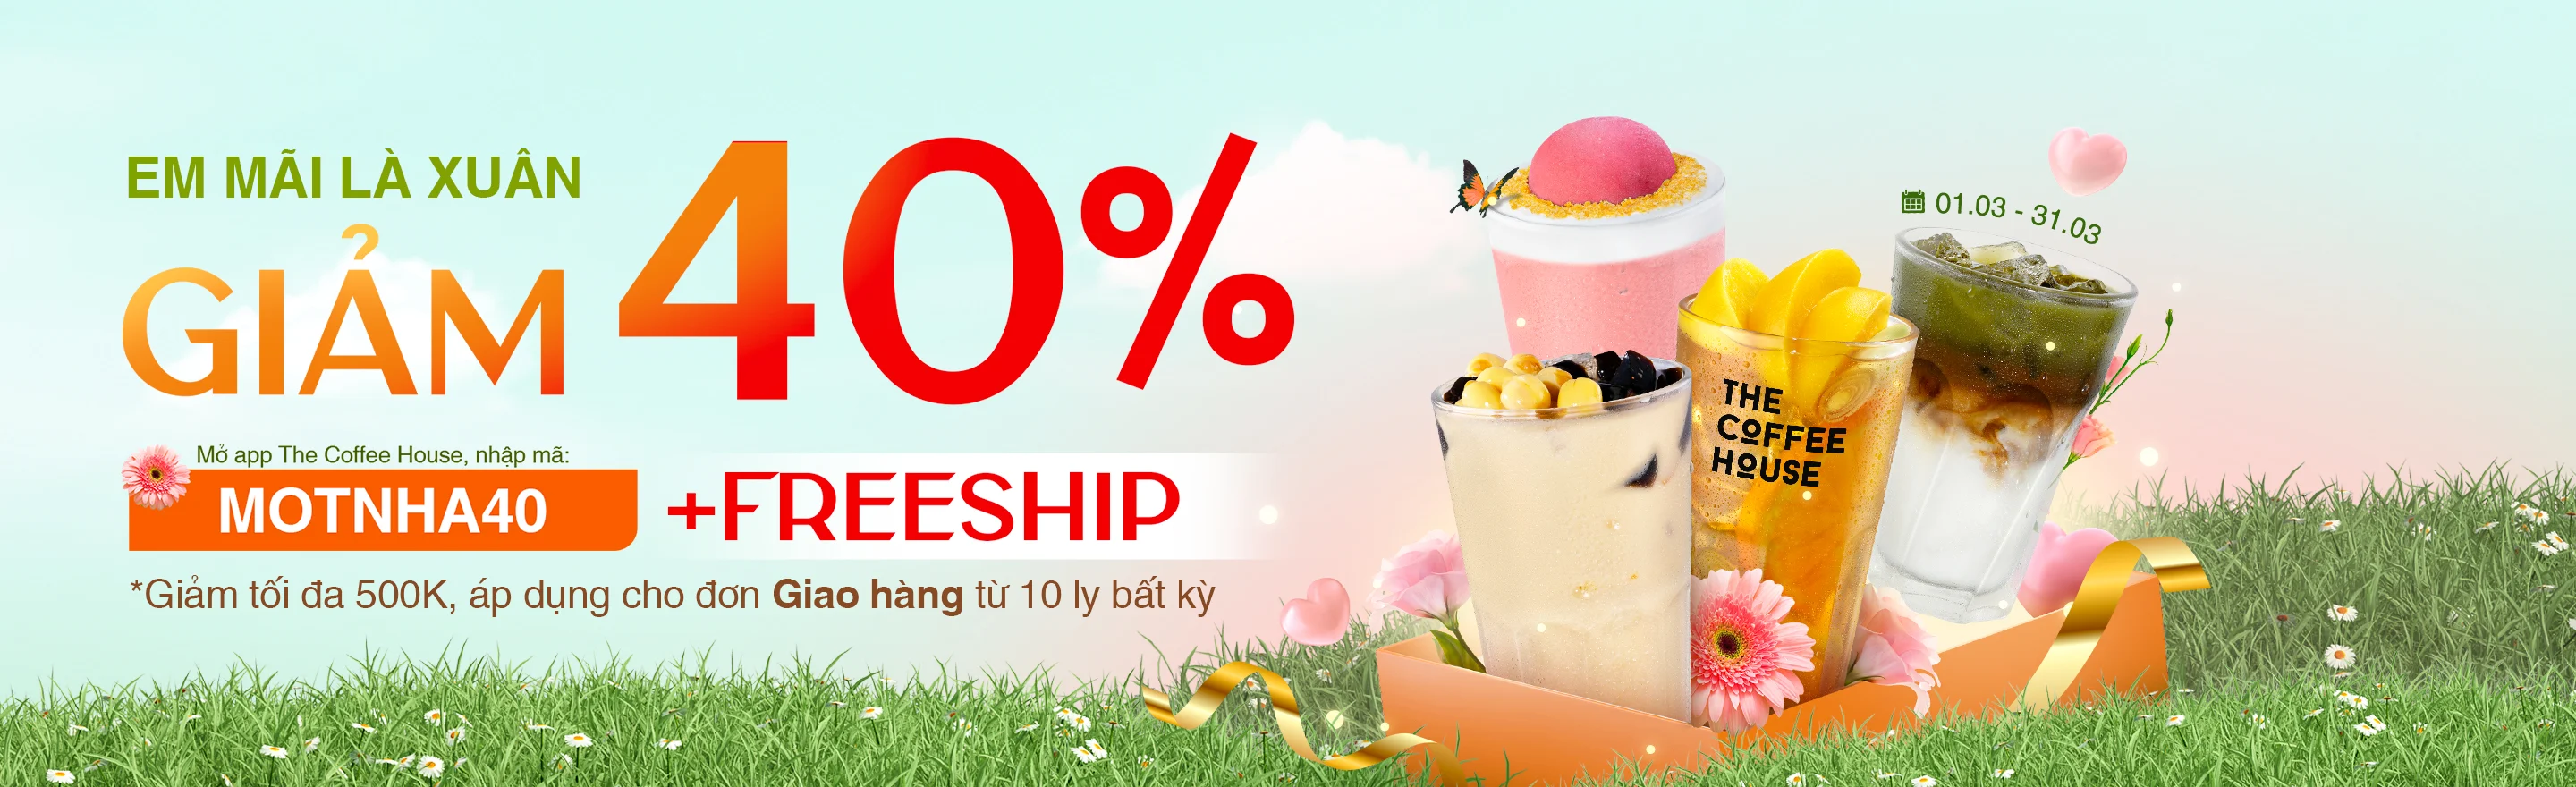 EM MÃI LÀ XUÂN
GIẢM 40%
Mở app The Coffee House, nhập mã:
MOTNHA40
+FREESHIP
*Giảm tối đa 500K, áp dụng cho đơn Giao hàng từ 10 ly bất kỳ
01.03 - 31.03
THE
COFFEE
HOUSE